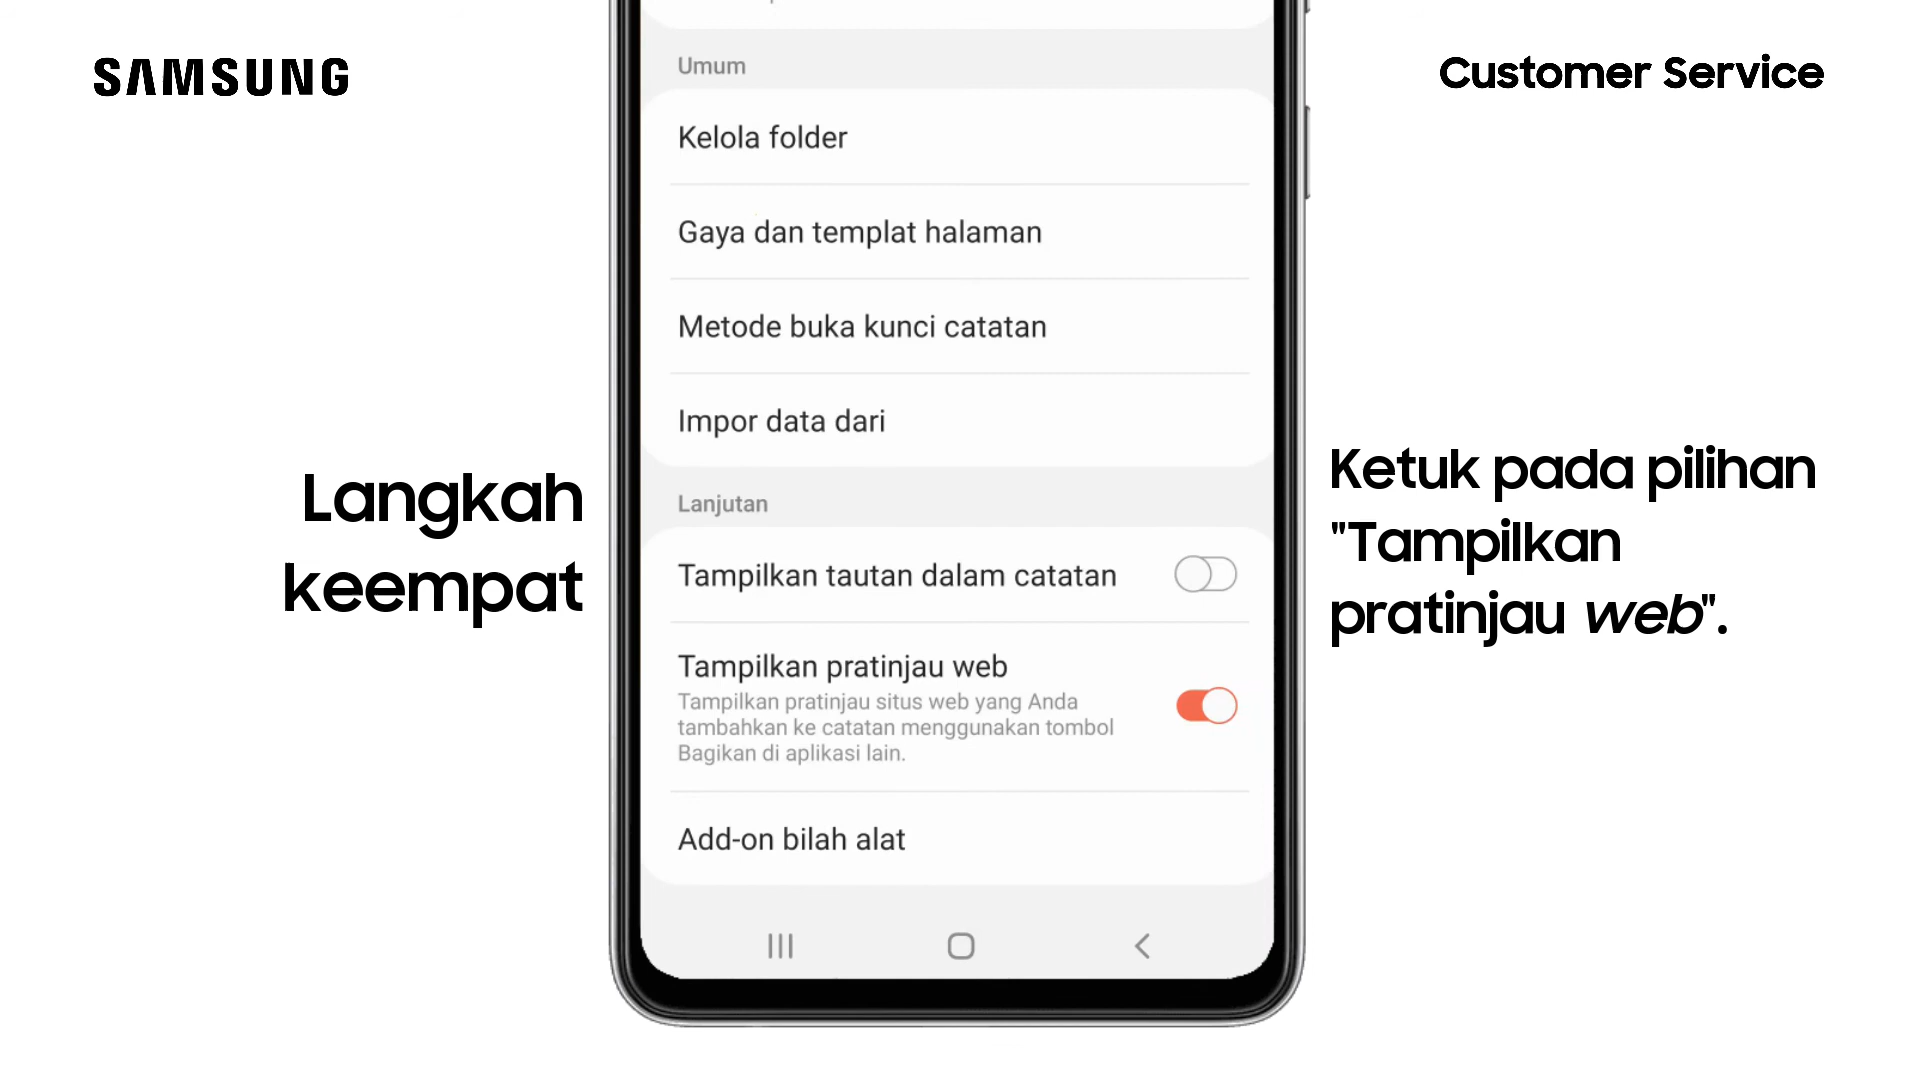 SAMSUNG
Customer Service
Umum
Kelola folder
Gaya dan templat halaman
Metode buka kunci catatan
Impor data dari
Lanjutan
Tampilkan tautan dalam catatan
Tampilkan pratinjau web
Tampilkan pratinjau situs web yang Anda
tambahkan ke catatan menggunakan tombol
Bagikan di aplikasi lain.
Add-on bilah alat
Langkah
keempat
Ketuk pada pilihan
"Tampilkan
pratinjau web".